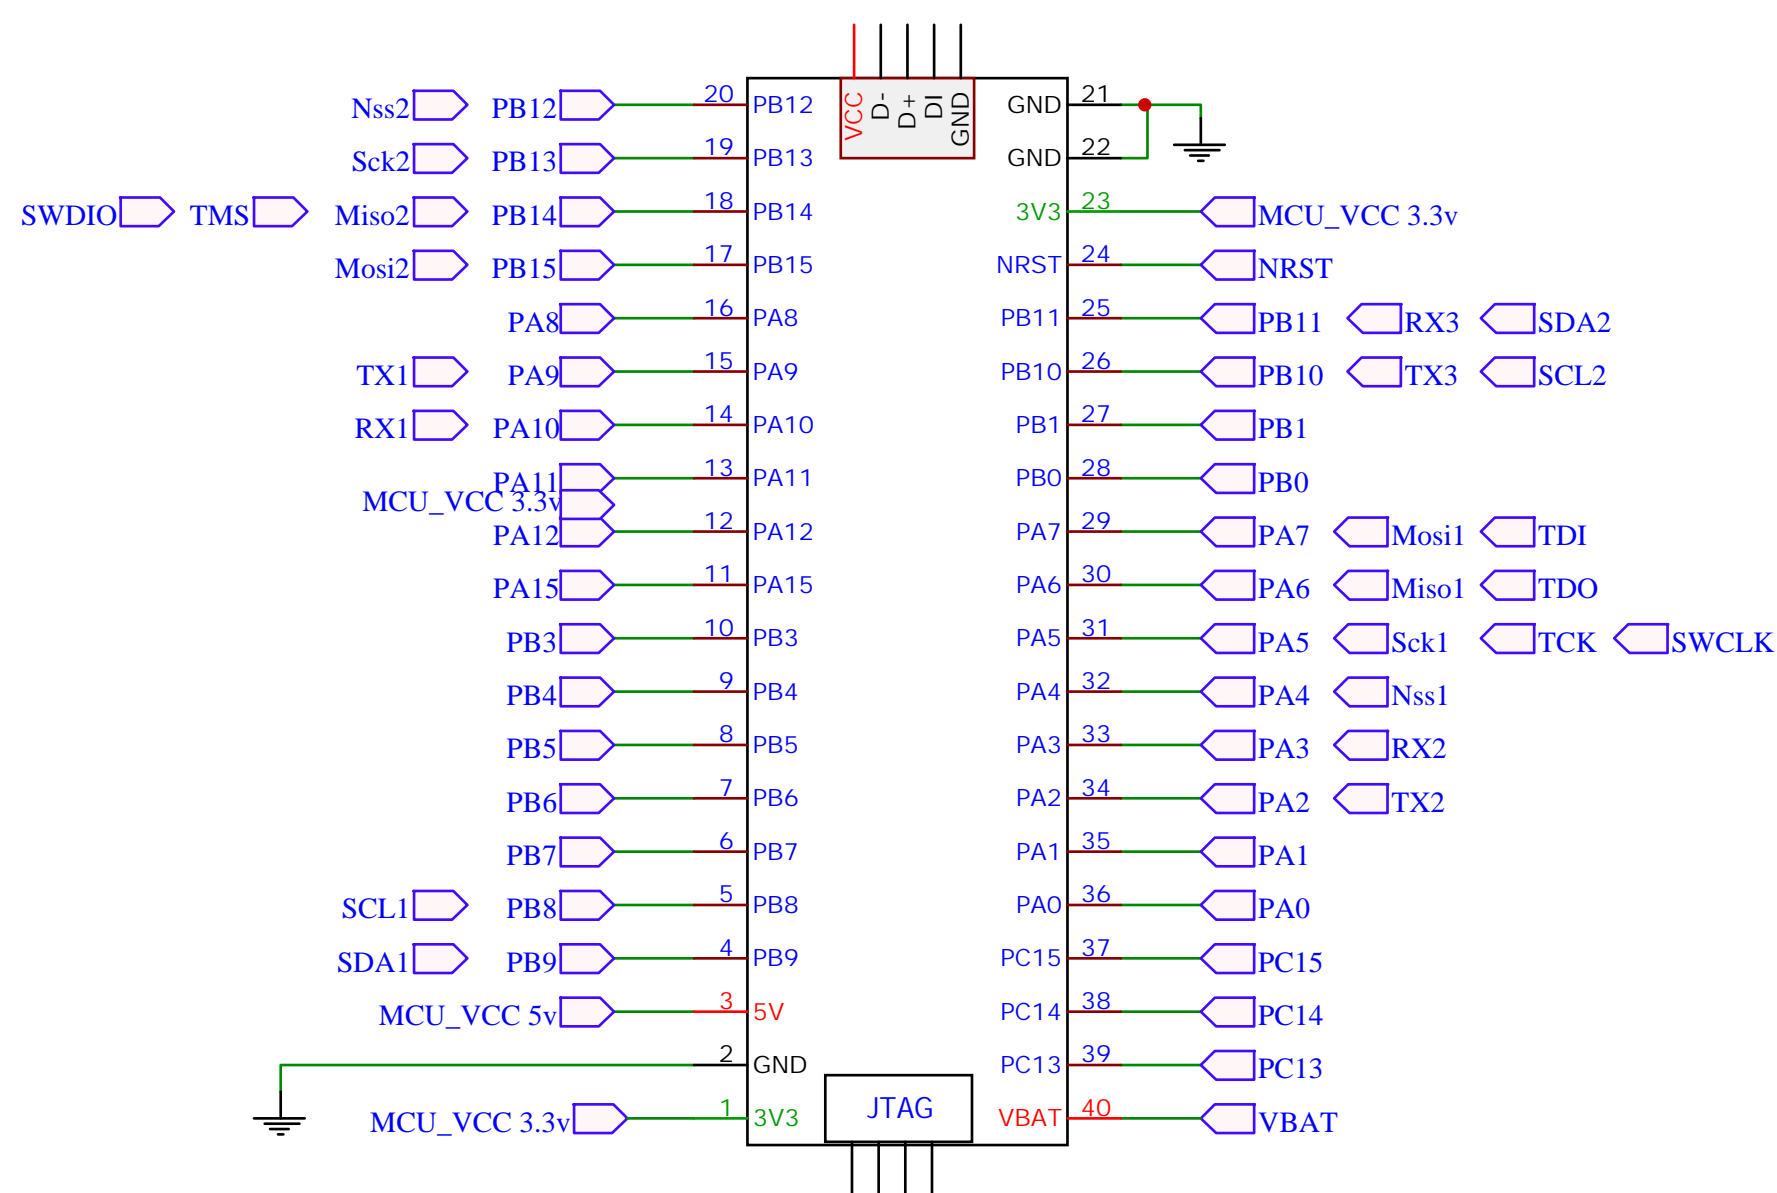 VCC D- D+ DI GND
Nss2 PB12 20 PB12 GND 21
Sck2 PB13 19 PB13 GND 22
SWDIO TMS Miso2 PB14 18 PB14 3V3 23 MCU_VCC 3.3v
Mosi2 PB15 17 PB15 NRST 24 NRST
PA8 16 PA8 PB11 25 PB11 RX3 SDA2
TX1 PA9 15 PA9 PB10 26 PB10 TX3 SCL2
RX1 PA10 14 PA10 PB1 27 PB1
PA11 13 PA11 PB0 28 PB0
MCU_VCC 3.3v
PA12 12 PA12 PA7 29 PA7 Mosi1 TDI
PA15 11 PA15 PA6 30 PA6 Miso1 TDO
PB3 10 PB3 PA5 31 PA5 Sck1 TCK SWCLK
PB4 9 PB4 PA4 32 PA4 Nss1
PB5 8 PB5 PA3 33 PA3 RX2
PB6 7 PB6 PA2 34 PA2 TX2
PB7 6 PB7 PA1 35 PA1
SCL1 PB8 5 PB8 PA0 36 PA0
SDA1 PB9 4 PB9 PC15 37 PC15
MCU_VCC 5v 3 5V PC14 38 PC14
2 GND PC13 39 PC13
MCU_VCC 3.3v 1 3V3 JTAG VBAT 40 VBAT